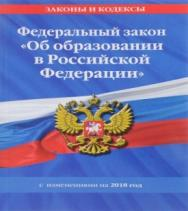 ЗАКОНЫ И КОДЕКСЫ
Федеральный закон
«Об образовании
в Российской
Федерации»
с изменениями на 2018 год